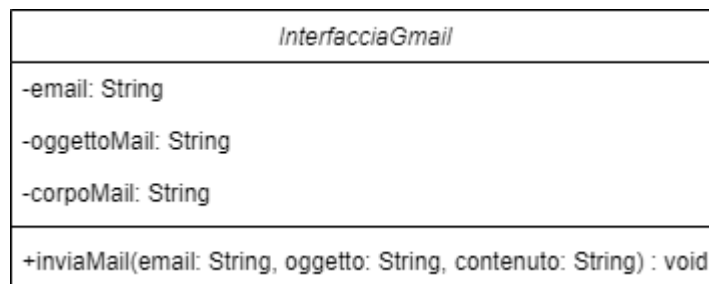 InterfacciaGmail
-email: String
-oggettoMail: String
-corpoMail: String
+inviaMail(email: String, oggetto: String, contenuto: String) : void